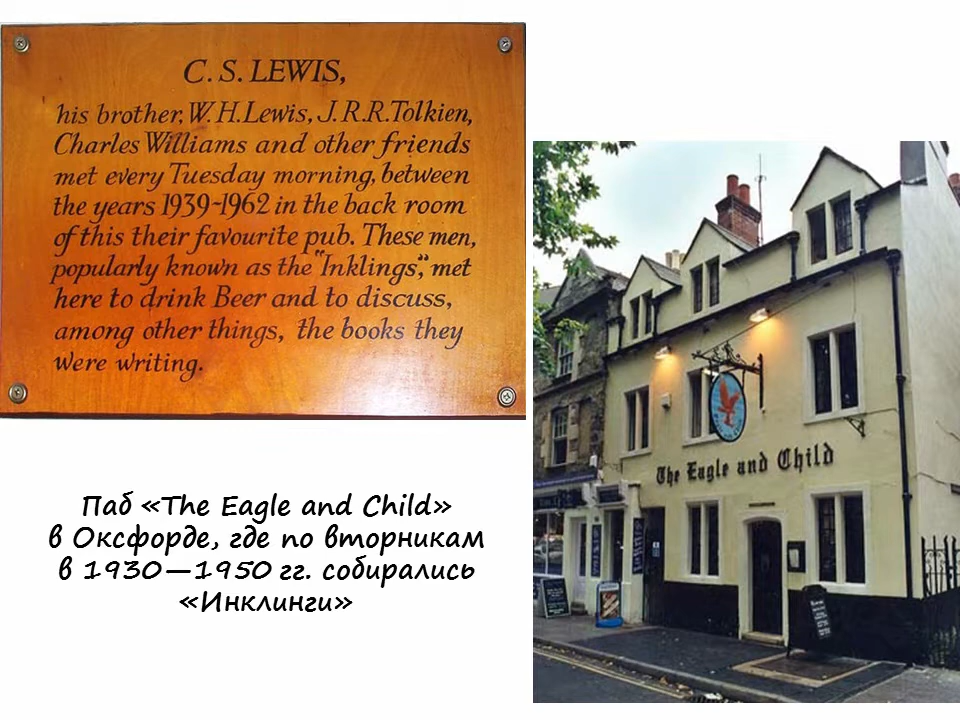 C. S. LEWIS,
his brother, W. H. Lewis, J. R. R. Tolkien,
Charles Williams and other friends
met every Tuesday morning, between
the years 1939-1962 in the back room
of this their favourite pub. These men,
popularly known as the "Inklings", met
here to drink Beer and to discuss,
among other things, the books they
were writing.
The Eagle and Child
Паб «The Eagle and Child»
в Оксфорде, где по вторникам
в 1930—1950 гг. собирались
«Инклинги»